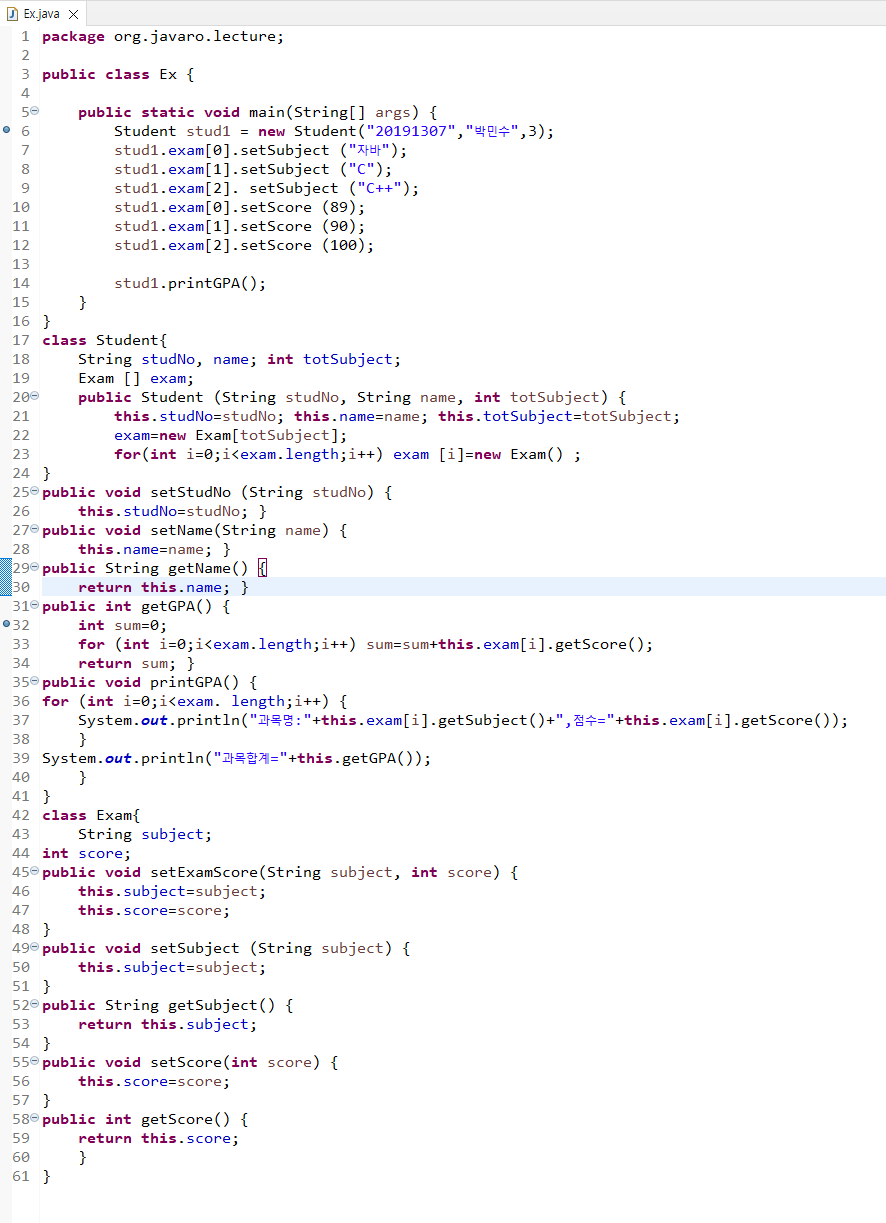 Ex.java
1 package org.javaro.lecture;
2
3 public class Ex {
4
5     public static void main(String[] args) {
6         Student stud1 = new Student("20191307","박민수",3);
7         stud1.exam[0].setSubject ("자바");
8         stud1.exam[1].setSubject ("C");
9         stud1.exam[2]. setSubject ("C++");
10         stud1.exam[0].setScore (89);
11         stud1.exam[1].setScore (90);
12         stud1.exam[2].setScore (100);
13
14         stud1.printGPA();
15     }
16 }
17 class Student{
18     String studNo, name; int totSubject;
19     Exam [] exam;
20     public Student (String studNo, String name, int totSubject) {
21         this.studNo=studNo; this.name=name; this.totSubject=totSubject;
22         exam=new Exam[totSubject];
23         for(int i=0;i<exam.length;i++) exam [i]=new Exam() ;
24 }
25 public void setStudNo (String studNo) {
26     this.studNo=studNo; }
27 public void setName(String name) {
28     this.name=name; }
29 public String getName() {
30     return this.name; }
31 public int getGPA() {
32     int sum=0;
33     for (int i=0;i<exam.length;i++) sum=sum+this.exam[i].getScore();
34     return sum; }
35 public void printGPA() {
36 for (int i=0;i<exam. length;i++) {
37     System.out.println("과목명:"+this.exam[i].getSubject()+",점수="+this.exam[i].getScore());
38     }
39 System.out.println("과목합계="+this.getGPA());
40     }
41 }
42 class Exam{
43     String subject;
44 int score;
45 public void setExamScore(String subject, int score) {
46     this.subject=subject;
47     this.score=score;
48 }
49 public void setSubject (String subject) {
50     this.subject=subject;
51 }
52 public String getSubject() {
53     return this.subject;
54 }
55 public void setScore(int score) {
56     this.score=score;
57 }
58 public int getScore() {
59     return this.score;
60     }
61 }